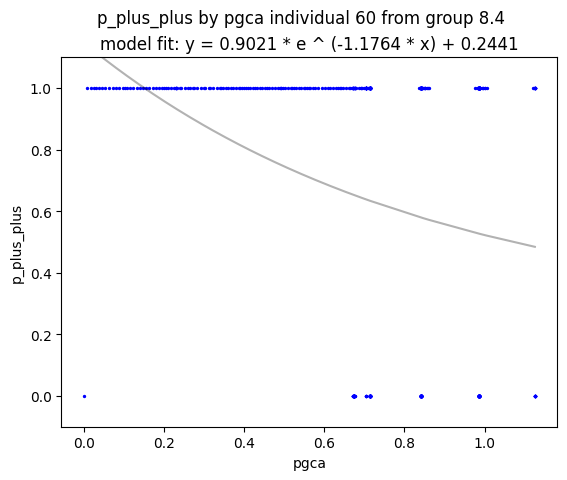 p_plus_plus by pgca individual 60 from group 8.4
model fit: y = 0.9021 * e ^ (-1.1764 * x) + 0.2441
1.0
0.8
0.6
0.4
0.2
0.0
p_plus_plus
0.0 0.2 0.4 0.6 0.8 1.0
pgca